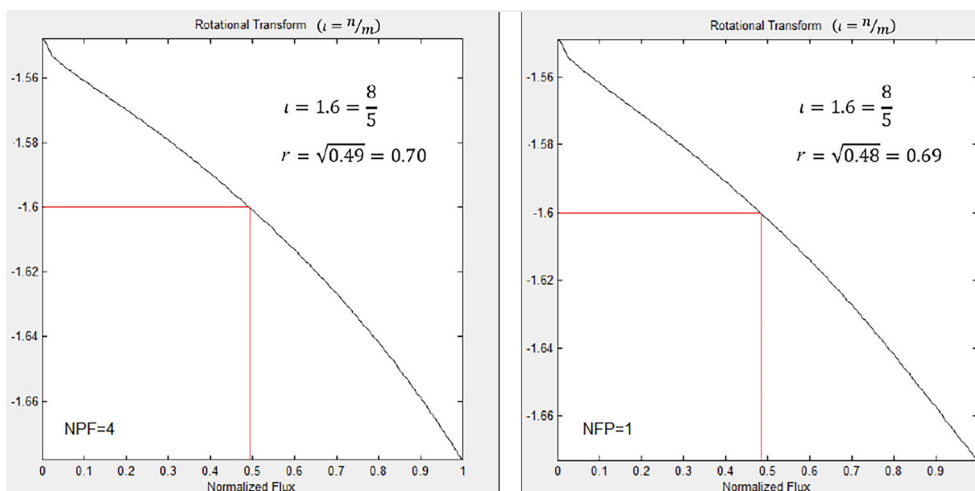 Rotational Transform (ι = n/m)
-1.56
-1.58
-1.6
-1.62
-1.64
-1.66
ι = 1.6 = 8/5
r = √0.49 = 0.70
NPF=4
0 0.1 0.2 0.3 0.4 0.5 0.6 0.7 0.8 0.9 1
Normalized Flux
Rotational Transform (ι = n/m)
-1.56
-1.58
-1.6
-1.62
-1.64
-1.66
ι = 1.6 = 8/5
r = √0.48 = 0.69
NFP=1
0 0.1 0.2 0.3 0.4 0.5 0.6 0.7 0.8 0.9
Normalized Flux